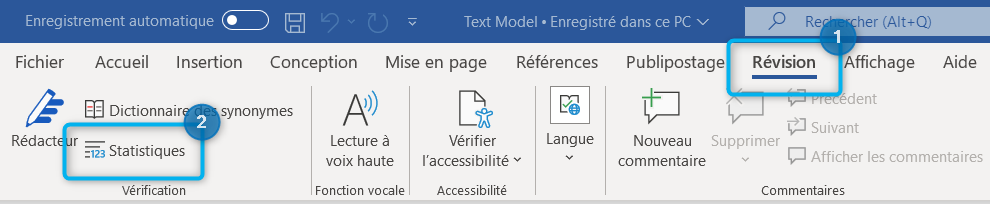 Enregistrement automatique
Text Model • Enregistré dans ce PC
Rechercher (Alt+Q)
1
Fichier Accueil Insertion Conception Mise en page Références Publipostage Révision Affichage Aide
Rédacteur
Dictionnaire des synonymes
2
123 Statistiques
Vérification
Lecture à
voix haute
Fonction vocale
Vérifier
l'accessibilité
Accessibilité
Langue
Nouveau
commentaire
Supprimer
Précédent
Suivant
Afficher les commentaires
Commentaires